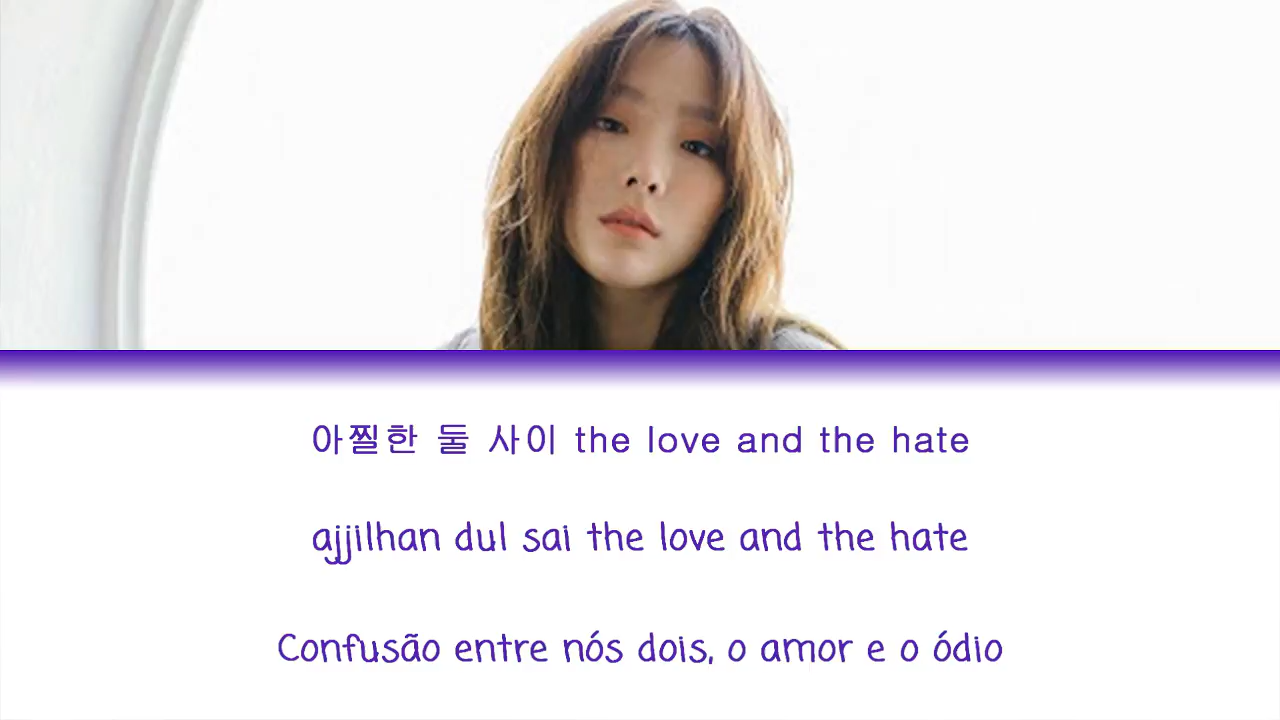 아찔한 둘 사이 the love and the hate
ajjilhan dul sai the love and the hate
Confusão entre nós dois, o amor e o ódio